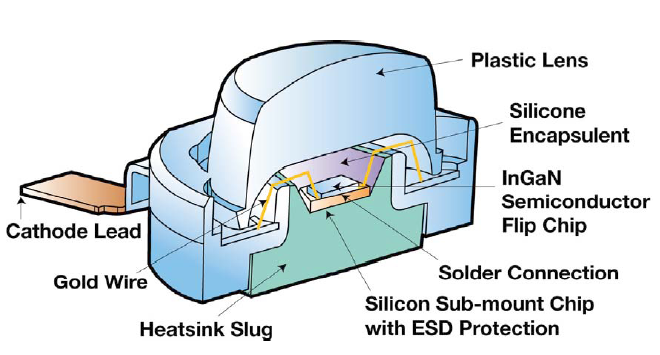 Plastic Lens
Silicone
Encapsulent
InGaN
Semiconductor
Flip Chip
Cathode Lead
Solder Connection
Gold Wire
Silicon Sub-mount Chip
with ESD Protection
Heatsink Slug